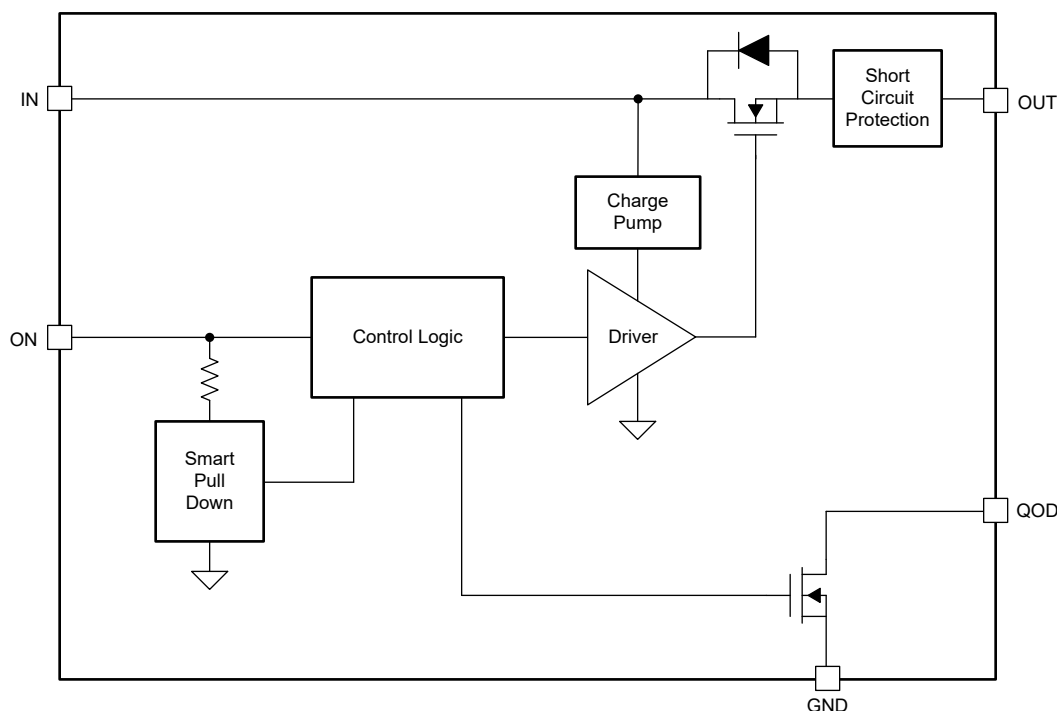 IN
Short
Circuit
Protection
OUT
Charge
Pump
ON
Control Logic
Driver
Smart
Pull
Down
QOD
GND